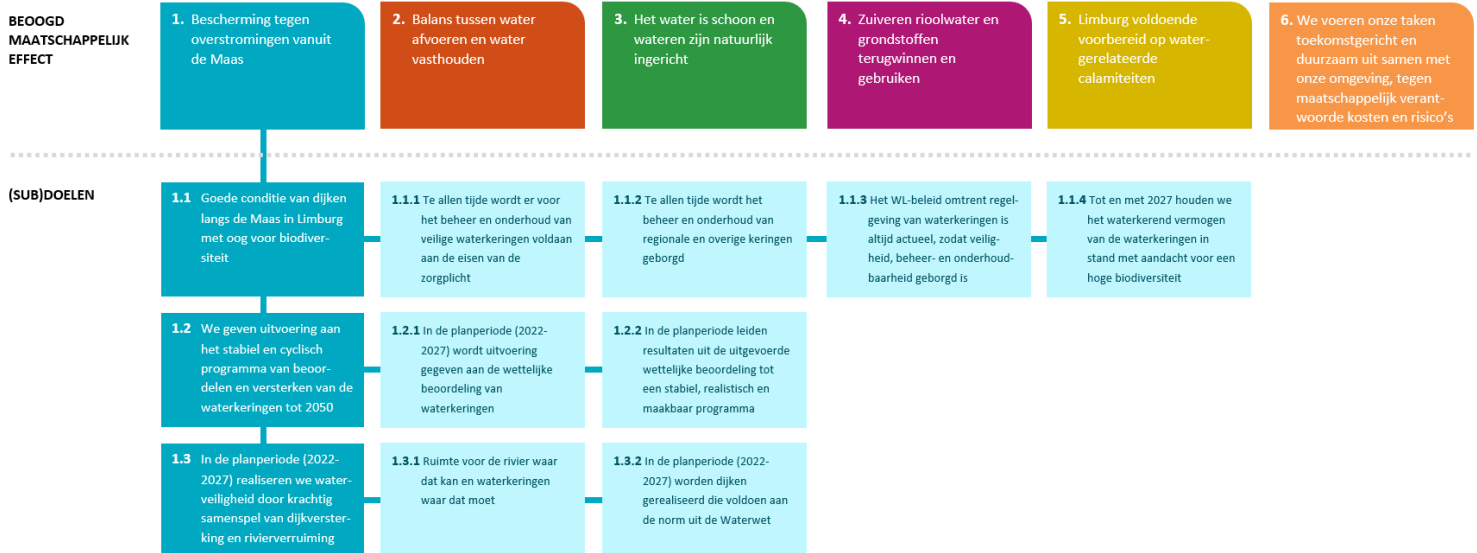 BEOOGD
MAATSCHAPPELIJK
EFFECT
1. Bescherming tegen
overstromingen vanuit
de Maas
2. Balans tussen water
afvoeren en water
vasthouden
3. Het water is schoon en
wateren zijn natuurlijk
ingericht
4. Zuiveren rioolwater en
grondstoffen
terugwinnen en
gebruiken
5. Limburg voldoende
voorbereid op water-
gerelateerde
calamiteiten
6. We voeren onze taken
toekomstgericht en
duurzaam uit samen met
onze omgeving, tegen
maatschappelijk verant-
woorde kosten en risico's
(SUB)DOELEN
1.1 Goede conditie van dijken
langs de Maas in Limburg
met oog voor biodiver-
siteit
1.1.1 Te allen tijde wordt er voor
het beheer en onderhoud van
veilige waterkeringen voldaan
aan de eisen van de
zorgplicht
1.1.2 Te allen tijde wordt het
beheer en onderhoud van
regionale en overige keringen
geborgd
1.1.3 Het WL-beleid omtrent regel-
geving van waterkeringen is
altijd actueel, zodat veilig-
heid, beheer- en onderhoud-
baarheid geborgd is
1.1.4 Tot en met 2027 houden we
het waterkerend vermogen
van de waterkeringen in
stand met aandacht voor een
hoge biodiversiteit
1.2 We geven uitvoering aan
het stabiel en cyclisch
programma van beoor-
delen en versterken van de
waterkeringen tot 2050
1.2.1 In de planperiode (2022-
2027) wordt uitvoering
gegeven aan de wettelijke
beoordeling van
waterkeringen
1.2.2 In de planperiode leiden
resultaten uit de uitgevoerde
wettelijke beoordeling tot
een stabiel, realistisch en
maakbaar programma
1.3 In de planperiode (2022-
2027) realiseren we water-
veiligheid door krachtig
samenspel van dijkverster-
king en rivierverruiming
1.3.1 Ruimte voor de rivier waar
dat kan en waterkeringen
waar dat moet
1.3.2 In de planperiode (2022-
2027) worden dijken
gerealiseerd die voldoen aan
de norm uit de Waterwet